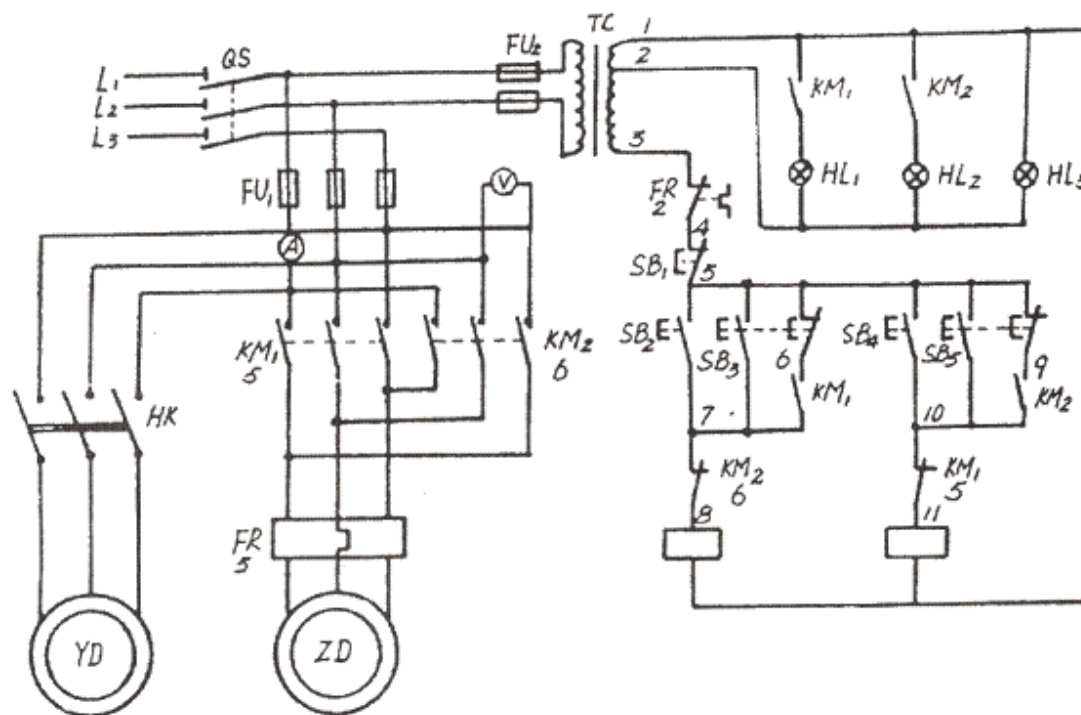 TC
1
FU₂
2
QS
L₁
KM₁
KM₂
L₂
L₃
3
V
HL₁
HL₂
HL₃
FU₁
FR
2
4
A
SB₁
5
SB₂
SB₃
6
SB₄
SB₅
9
KM₁
5
KM₂
6
KM₁
KM₂
HK
7
10
KM₂
6
KM₁
5
8
11
FR
5
YD
ZD